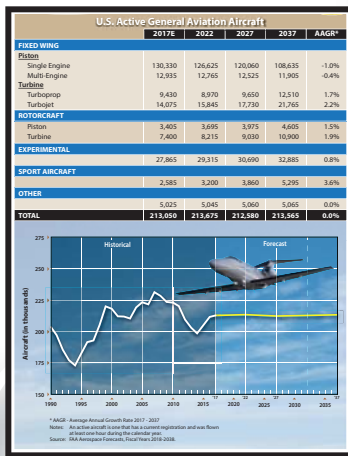 U.S. Active General Aviation Aircraft
2017E 2022 2027 2037 AAGR*
FIXED WING
Piston
Single Engine 130,330 126,625 120,060 108,635 -1.0%
Multi-Engine 12,935 12,765 12,525 11,905 -0.4%
Turbine
Turboprop 9,430 8,970 9,650 12,510 1.7%
Turbojet 14,075 15,845 17,730 21,765 2.2%
ROTORCRAFT
Piston 3,405 3,695 3,975 4,605 1.5%
Turbine 7,400 8,215 9,030 10,900 1.9%
EXPERIMENTAL
27,865 29,315 30,690 32,885 0.8%
SPORT AIRCRAFT
2,585 3,200 3,860 5,295 3.6%
OTHER
5,025 5,045 5,060 5,065 0.0%
TOTAL 213,050 213,675 212,580 213,565 0.0%
275
Historical Forecast
250
225
200
175
150
Aircraft (in thousands)
'17 '22 '27 '37
1990 1995 2000 2005 2010 2015 2020 2025 2030 2035
* AAGR - Average Annual Growth Rate 2017 - 2037
Notes: An active aircraft is one that has a current registration and was flown
at least one hour during the calendar year.
Source: FAA Aerospace Forecasts, Fiscal Years 2018-2038.